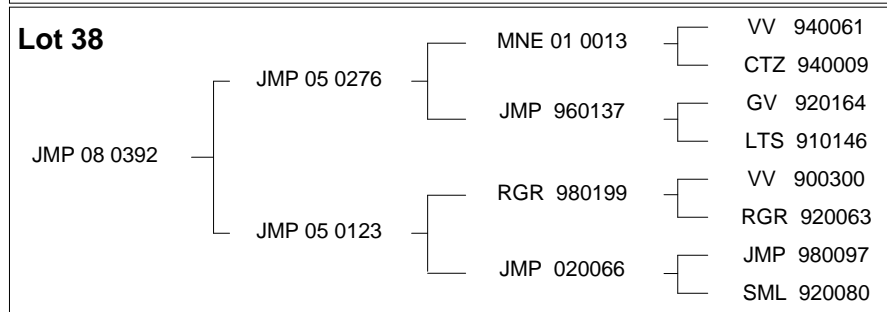 Lot 38
VV 940061
MNE 01 0013
CTZ 940009
JMP 05 0276
GV 920164
JMP 960137
LTS 910146
JMP 08 0392
VV 900300
RGR 980199
RGR 920063
JMP 05 0123
JMP 980097
JMP 020066
SML 920080